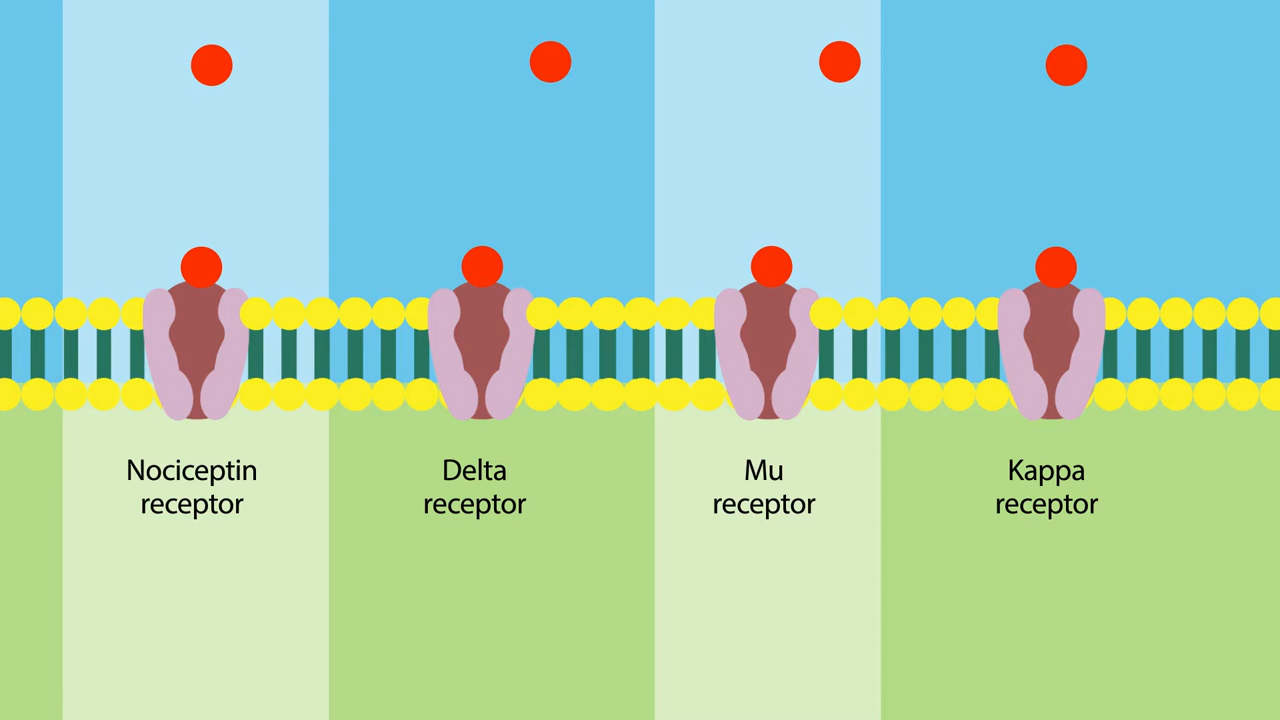 Nociceptin
receptor
Delta
receptor
Mu
receptor
Kappa
receptor